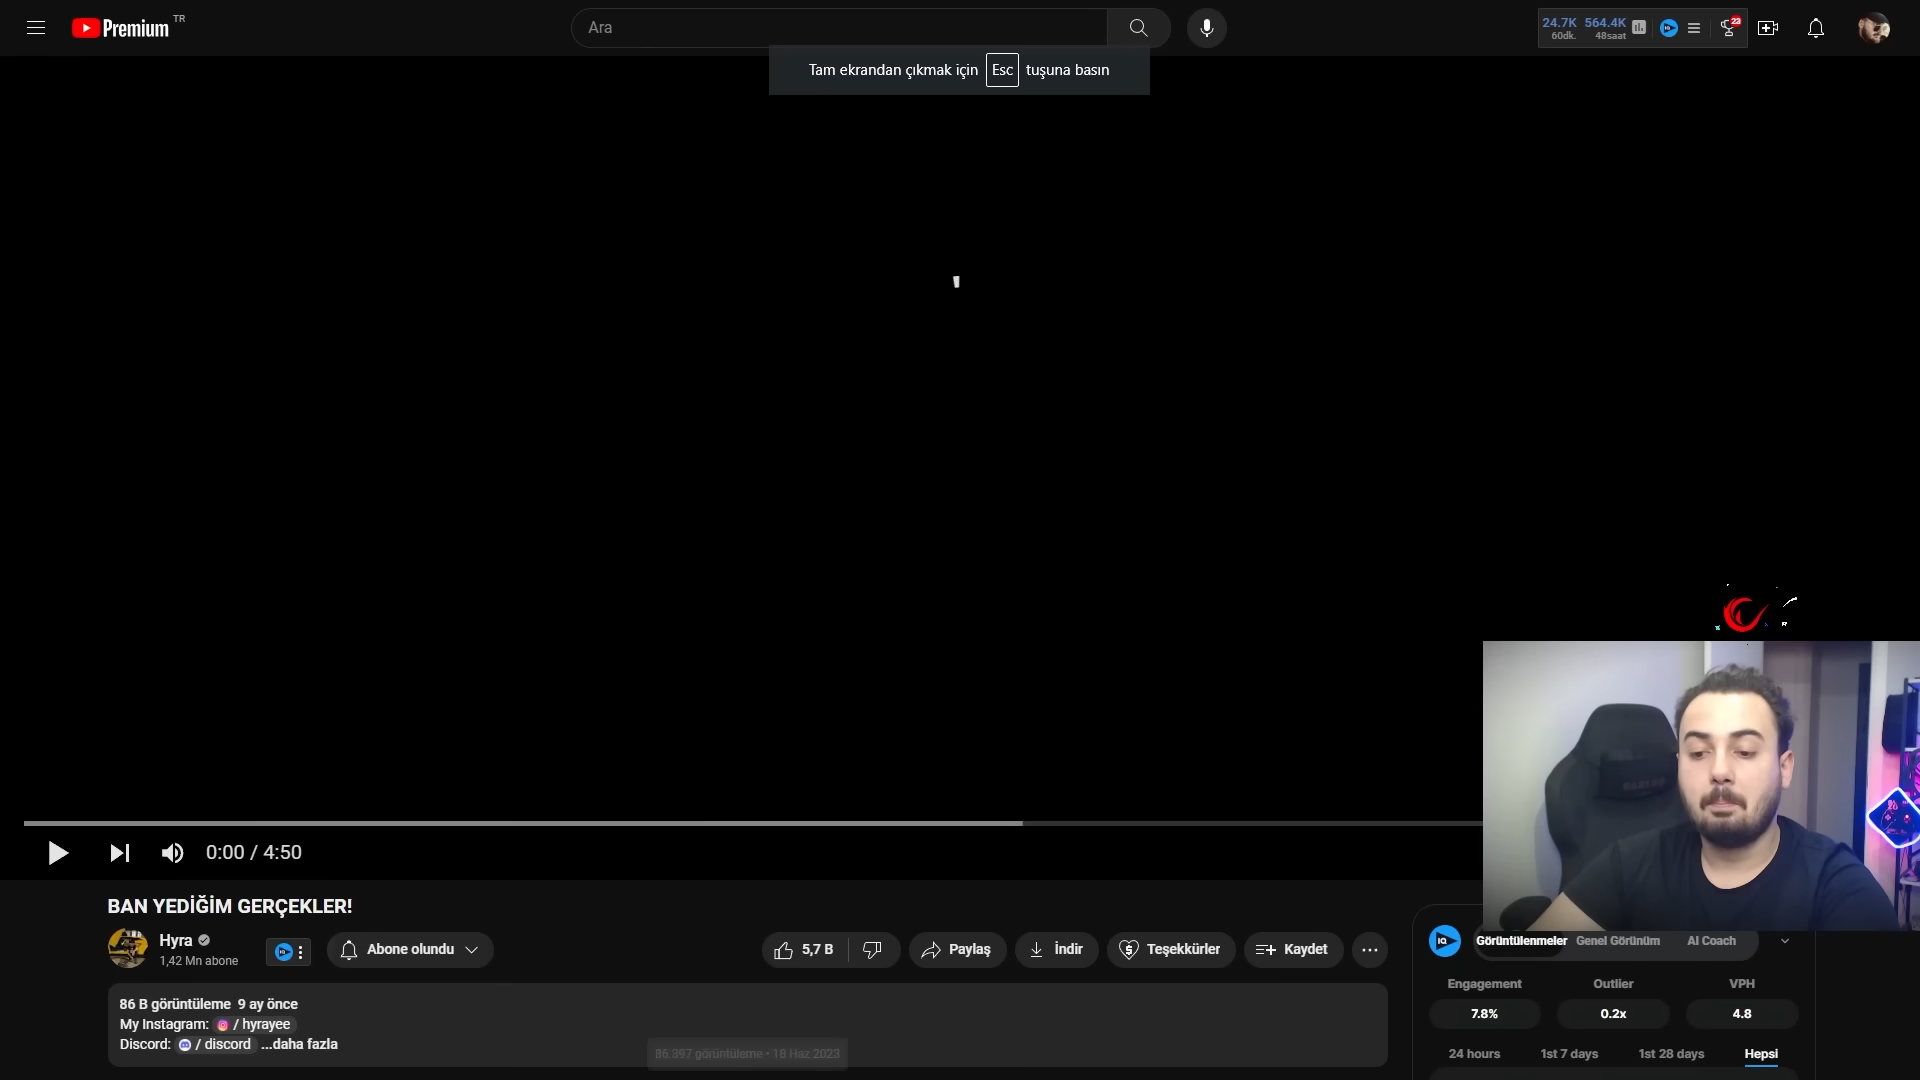 Premium TR
Ara
24.7K 564.4K
60dk. 48saat
23
Tam ekrandan çıkmak için Esc tuşuna basın
0:00 / 4:50
BAN YEDİĞİM GERÇEKLER!
Hyra
1,42 Mn abone
Abone olundu
5,7 B
Paylaş
İndir
Teşekkürler
Kaydet
86 B görüntüleme 9 ay önce
My Instagram: / hyrayee
Discord: / discord ...daha fazla
86.397 görüntüleme • 18 Haz 2023
IQ
Görüntülenmeler Genel Görünüm AI Coach
Engagement Outlier VPH
7.8% 0.2x 4.8
24 hours 1st 7 days 1st 28 days Hepsi